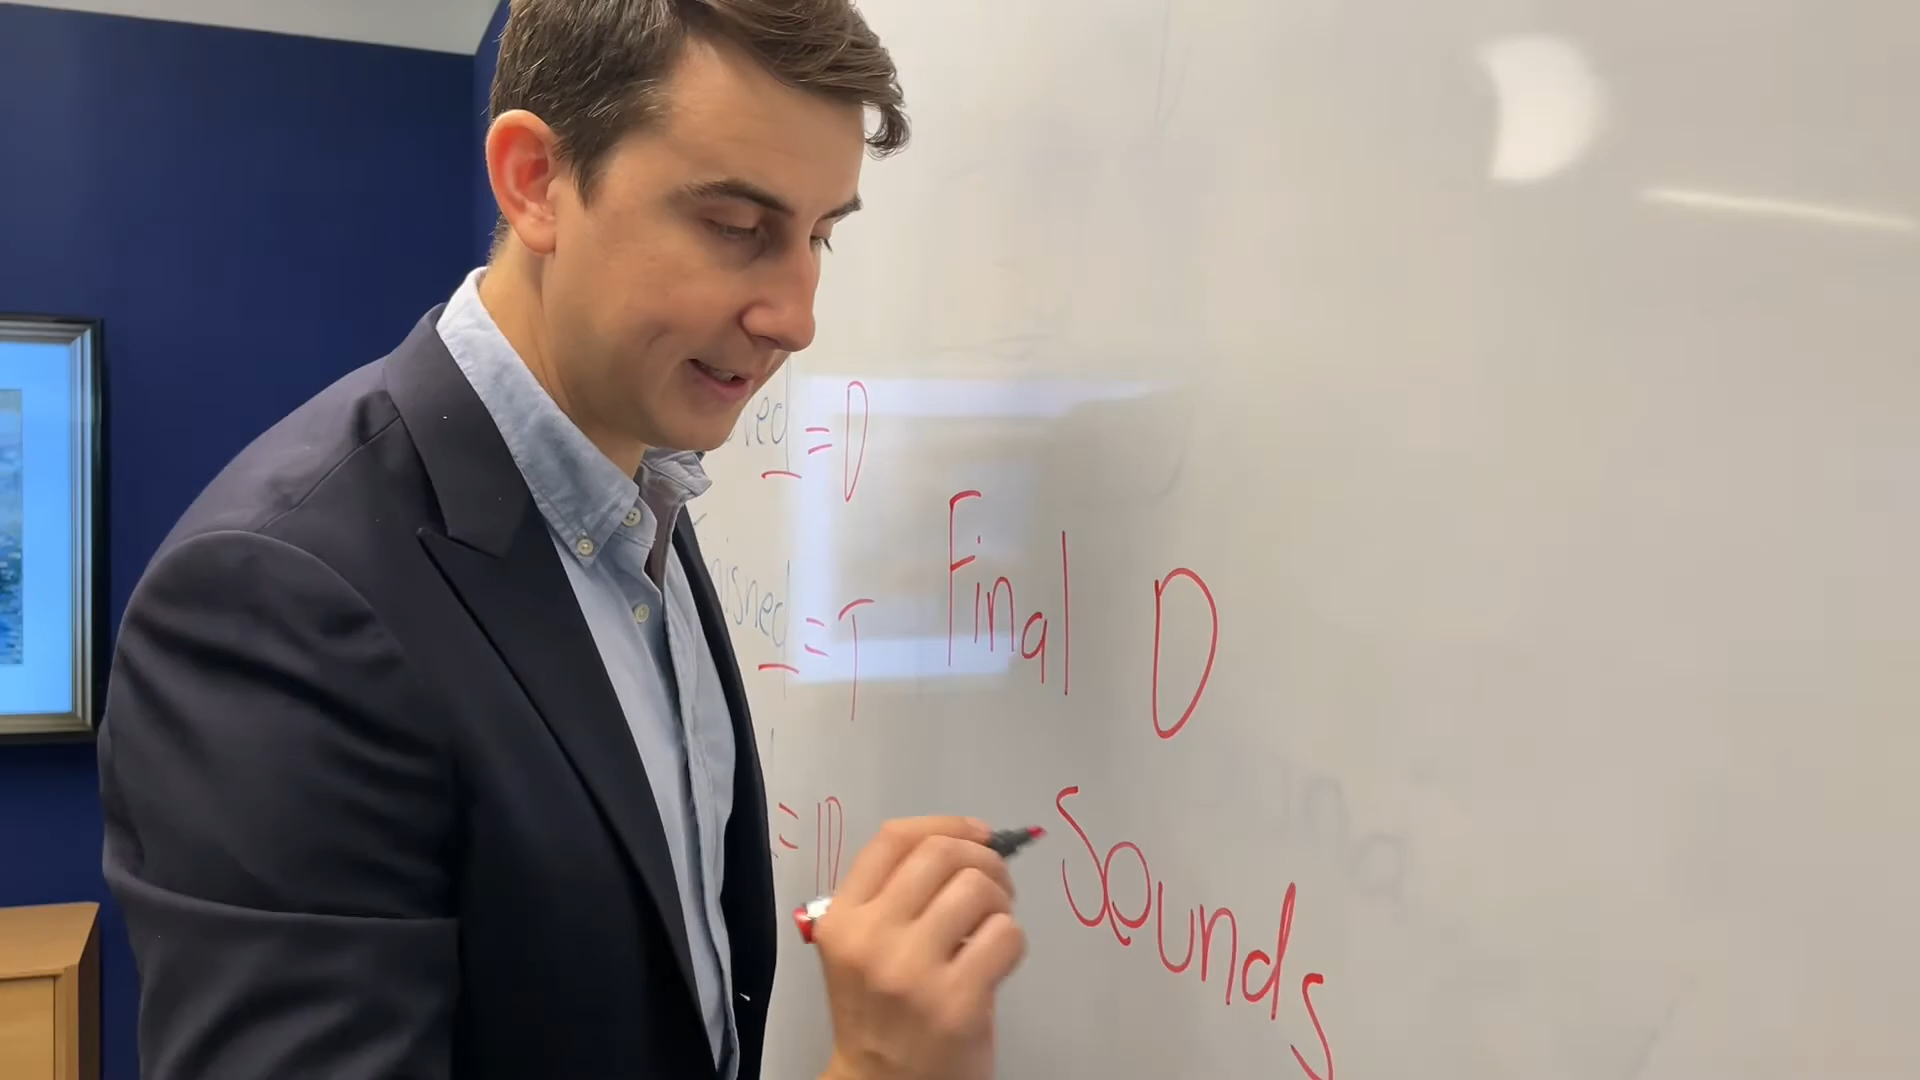 = D
= T
= ID
Final D
Sounds